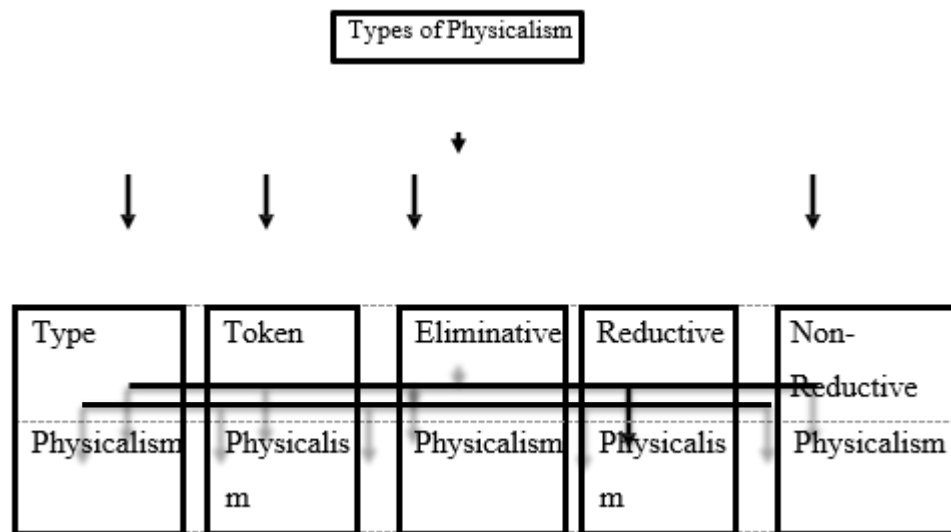 Types of Physicalism
Type
Physicalism
Token
Physicalis
m
Eliminative
Physicalism
Reductive
Physicalis
m
Non-
Reductive
Physicalism